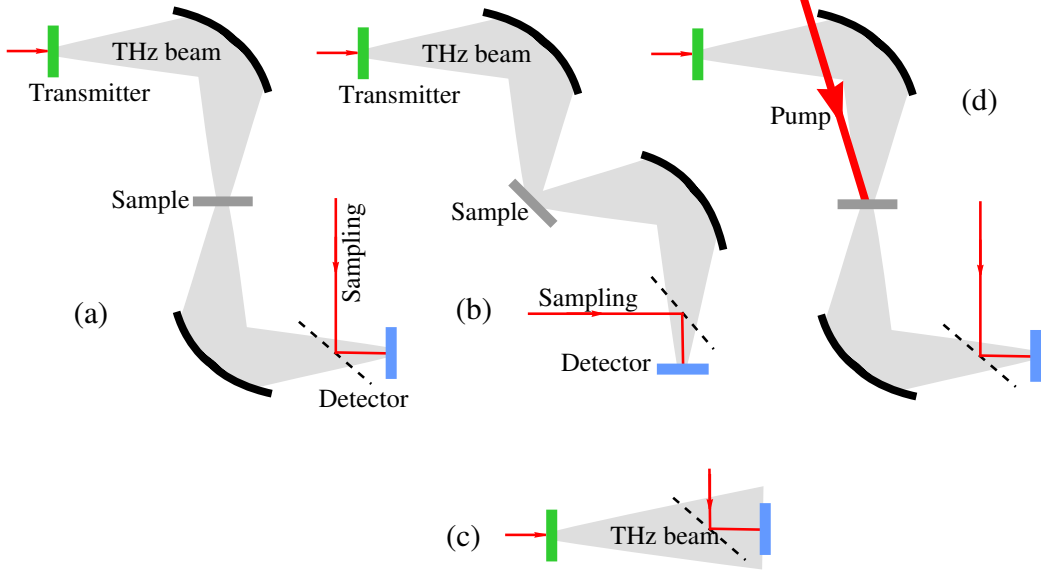 THz beam
Transmitter
Sample
Sampling
(a)
Detector
THz beam
Transmitter
Sample
(b)
Sampling
Detector
Pump
(d)
(c)
THz beam